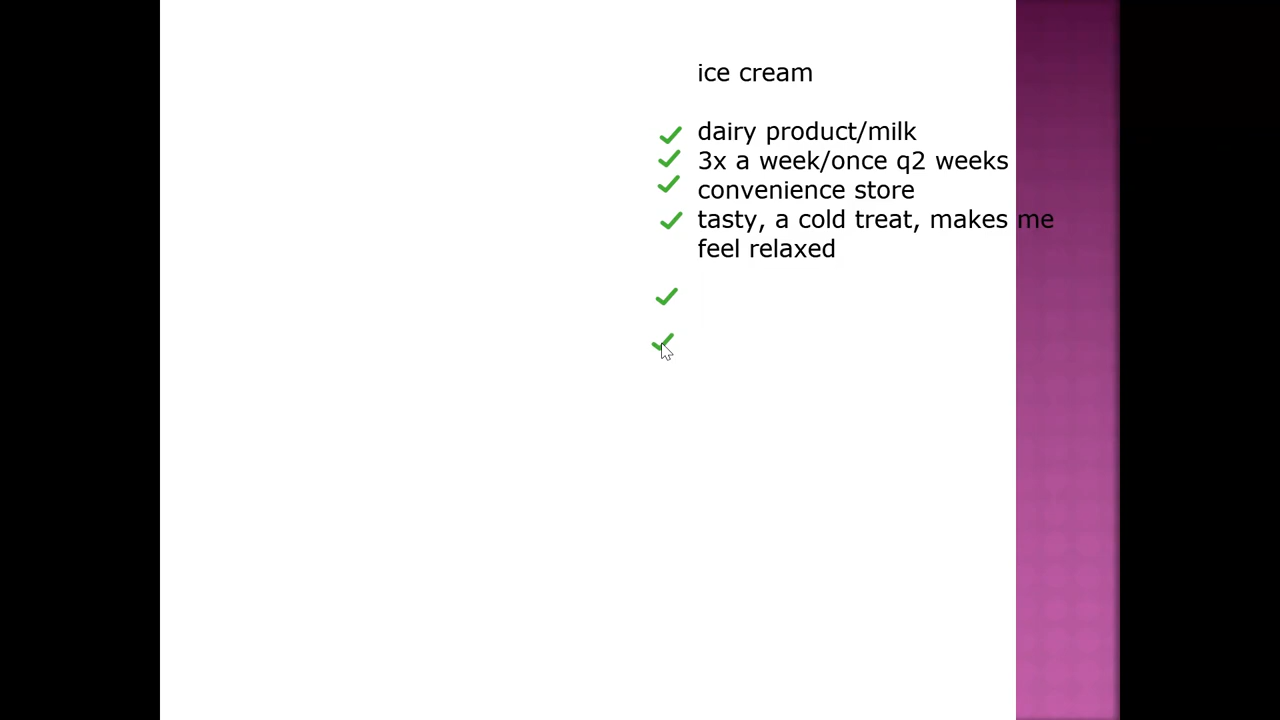 ice cream
dairy product/milk
3x a week/once q2 weeks
convenience store
tasty, a cold treat, makes me
feel relaxed